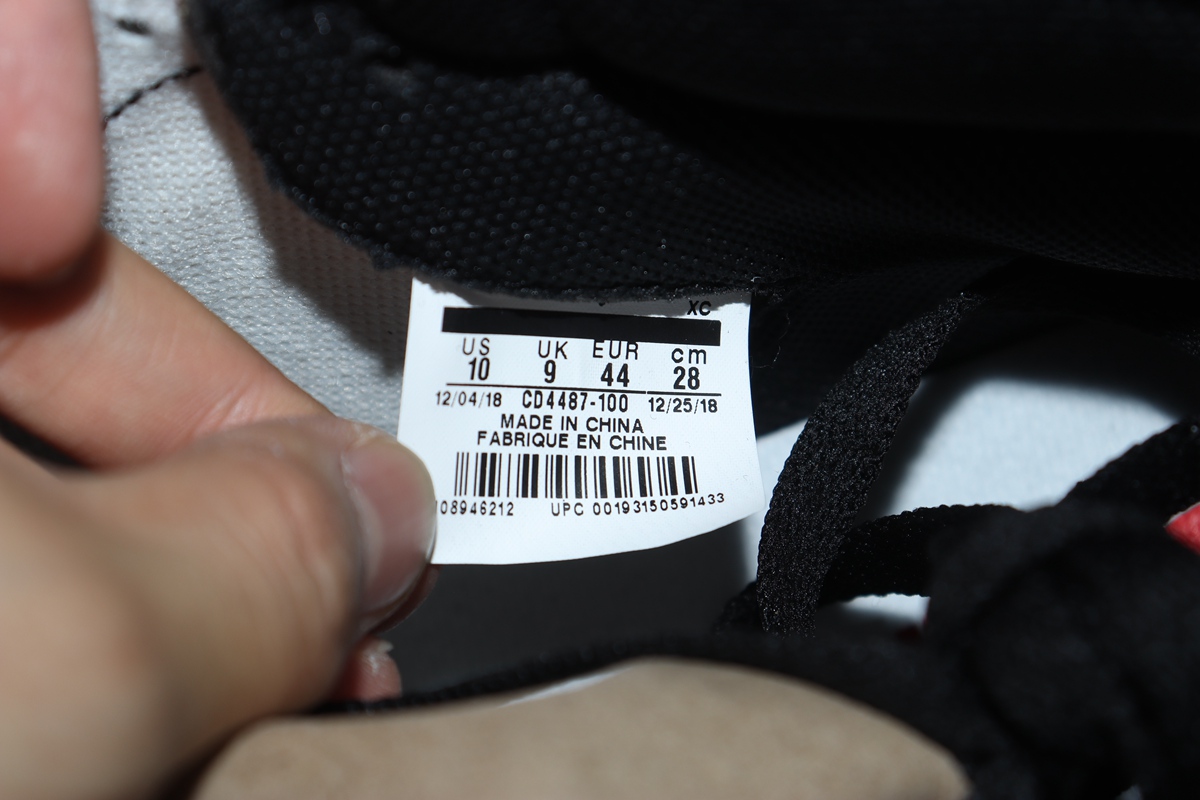 XC
US UK EUR cm
10 9 44 28
12/04/18 CD4487-100 12/25/18
MADE IN CHINA
FABRIQUE EN CHINE
08946212 UPC 00193150591433